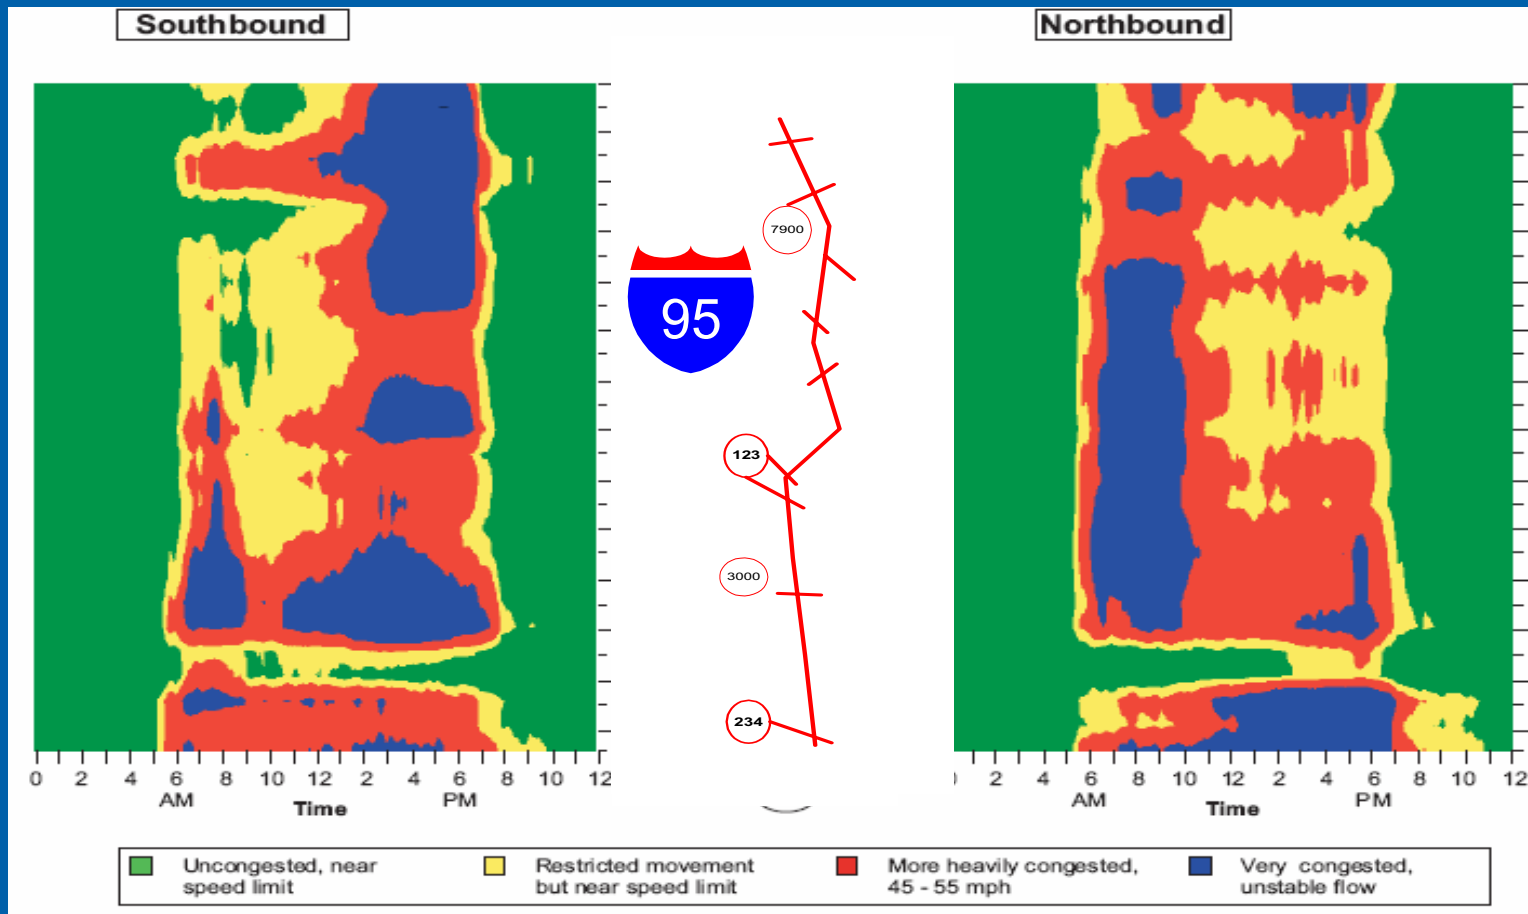 Southbound
Northbound
7900
95
123
3000
234
0 2 4 6 8 10 12 2 4 6 8 10 12
AM PM
Time
2 4 6 8 10 12 2 4 6 8 10 12
AM PM
Time
Uncongested, near
speed limit
Restricted movement
but near speed limit
More heavily congested,
45 - 55 mph
Very congested,
unstable flow